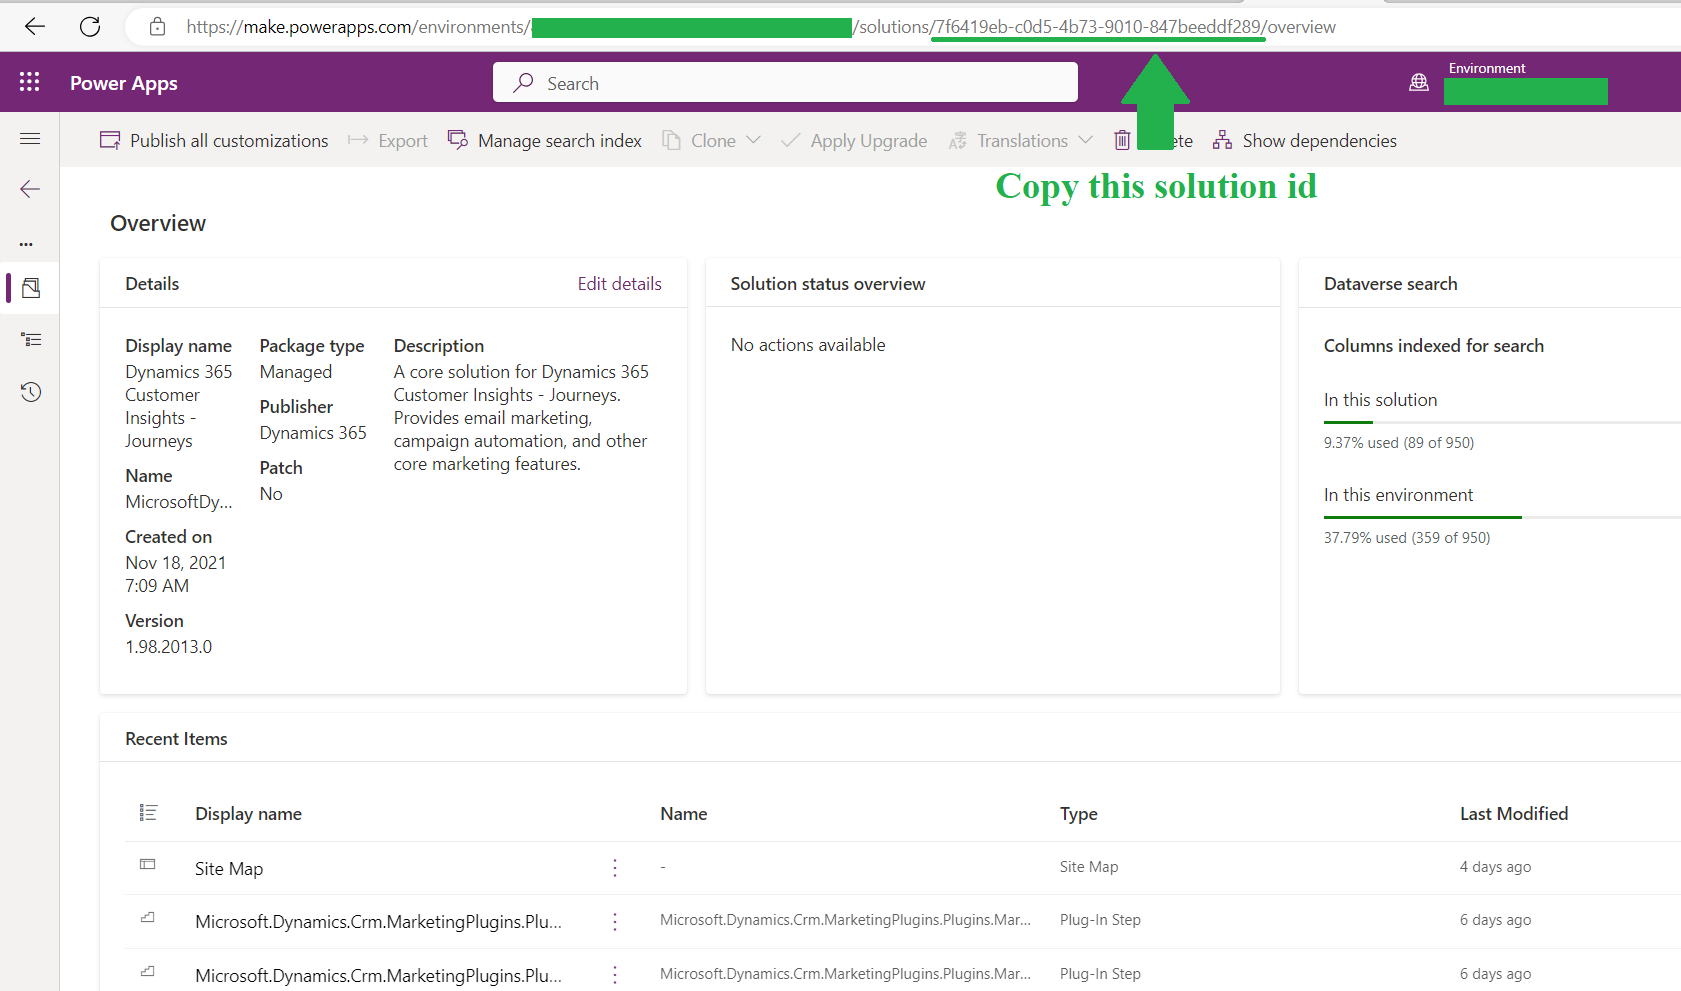 https://make.powerapps.com/environments/ /solutions/7f6419eb-c0d5-4b73-9010-847beeddf289/overview
Power Apps
Search
Environment
Publish all customizations
Export
Manage search index
Clone
Apply Upgrade
Translations
Show dependencies
Copy this solution id
Overview
Details
Edit details
Display name
Dynamics 365
Customer
Insights -
Journeys
Name
MicrosoftDy...
Created on
Nov 18, 2021
7:09 AM
Version
1.98.2013.0
Package type
Managed
Publisher
Dynamics 365
Patch
No
Description
A core solution for Dynamics 365
Customer Insights - Journeys.
Provides email marketing,
campaign automation, and other
core marketing features.
Solution status overview
No actions available
Dataverse search
Columns indexed for search
In this solution
9.37% used (89 of 950)
In this environment
37.79% used (359 of 950)
Recent Items
Display name Name Type Last Modified
Site Map - Site Map 4 days ago
Microsoft.Dynamics.Crm.MarketingPlugins.Plu... Microsoft.Dynamics.Crm.MarketingPlugins.Plugins.Mar... Plug-In Step 6 days ago
Microsoft.Dynamics.Crm.MarketingPlugins.Plu... Microsoft.Dynamics.Crm.MarketingPlugins.Plugins.Mar... Plug-In Step 6 days ago